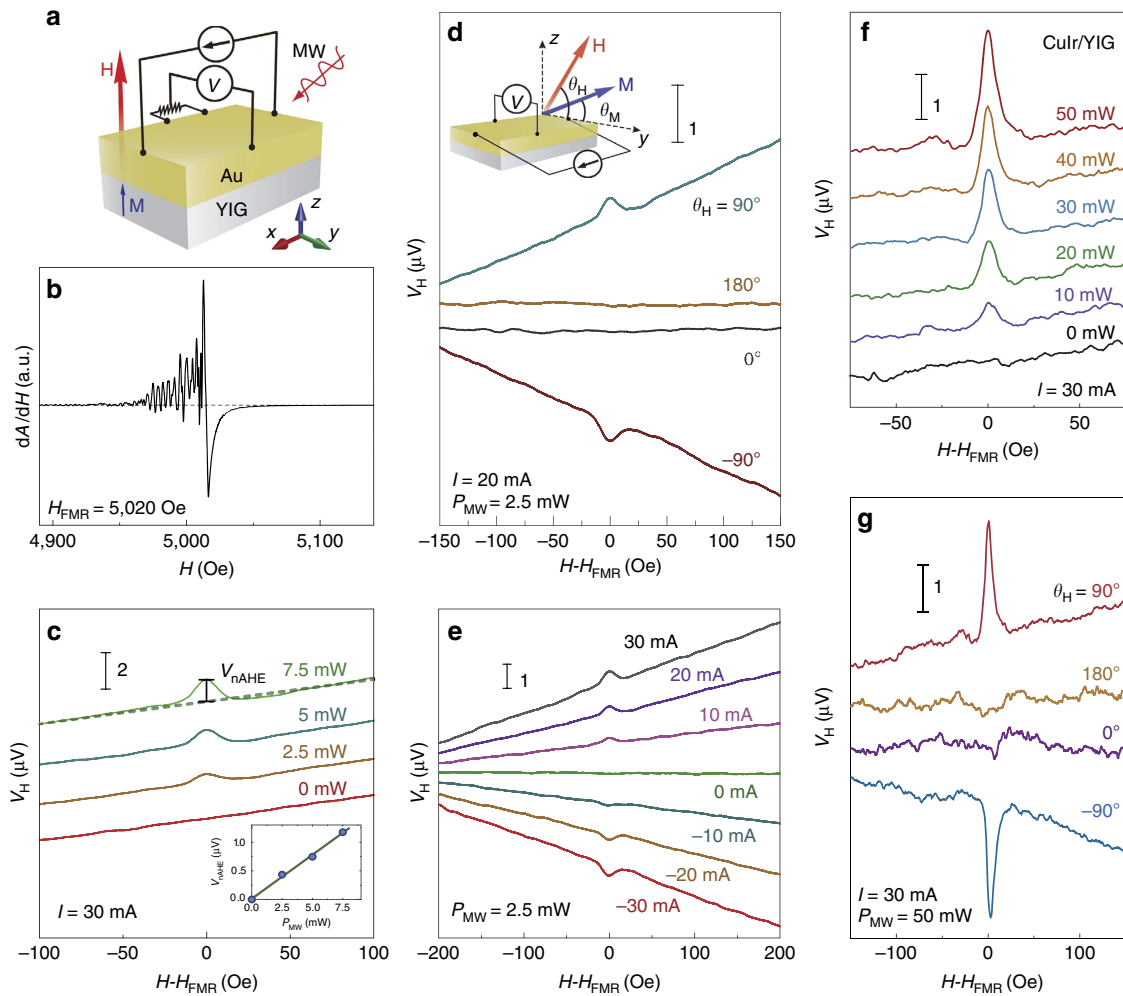 a
H
MW
V
Au
M
YIG
z
x
y
b
dA/dH (a.u.)
H_FMR = 5,020 Oe
4,900
5,000
5,100
H (Oe)
c
2
V_nAHE
7.5 mW
5 mW
2.5 mW
0 mW
V_H (μV)
V_nAHE (μV)
1.0
0.5
0.0
0.0
2.5
5.0
7.5
P_MW (mW)
I = 30 mA
−100
−50
0
50
100
H-H_FMR (Oe)
d
z
H
θ_H
M
θ_M
y
V
1
V_H (μV)
θ_H = 90°
180°
0°
−90°
I = 20 mA
P_MW = 2.5 mW
−150
−100
−50
0
50
100
150
H-H_FMR (Oe)
e
1
30 mA
20 mA
10 mA
0 mA
−10 mA
−20 mA
−30 mA
V_H (μV)
P_MW = 2.5 mW
−200
−100
0
100
200
H-H_FMR (Oe)
f
CuIr/YIG
1
50 mW
40 mW
30 mW
20 mW
10 mW
0 mW
V_H (μV)
I = 30 mA
−50
0
50
H-H_FMR (Oe)
g
1
θ_H = 90°
180°
0°
−90°
V_H (μV)
I = 30 mA
P_MW = 50 mW
−100
0
100
H-H_FMR (Oe)